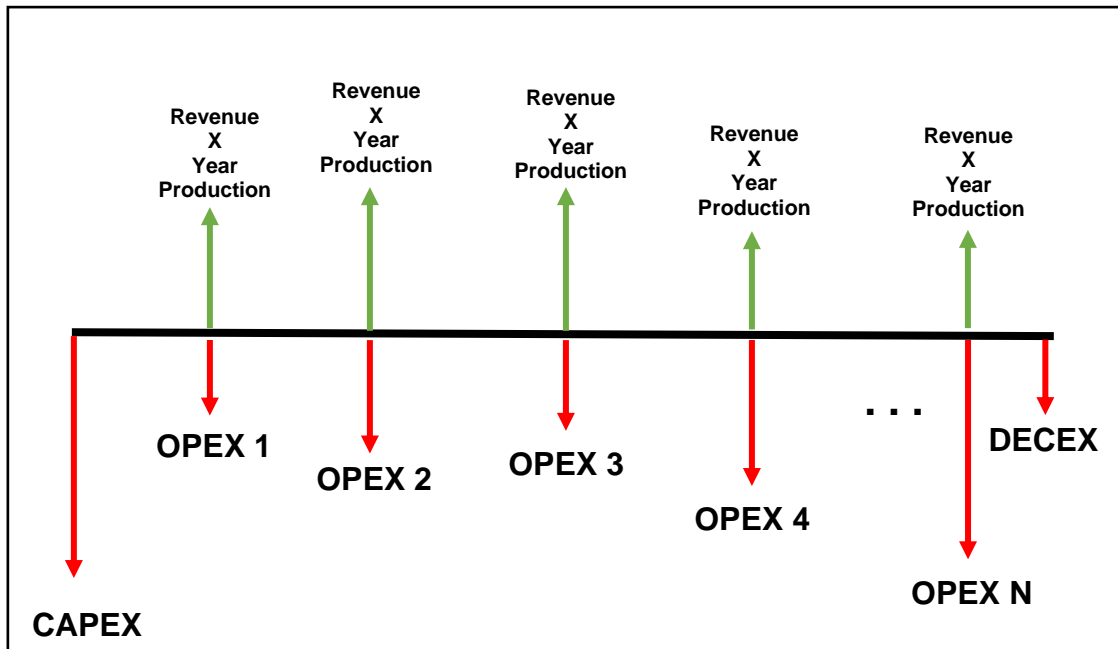 Revenue
X
Year
Production
Revenue
X
Year
Production
Revenue
X
Year
Production
Revenue
X
Year
Production
Revenue
X
Year
Production
OPEX 1
OPEX 2
OPEX 3
OPEX 4
. . .
OPEX N
DECEX
CAPEX